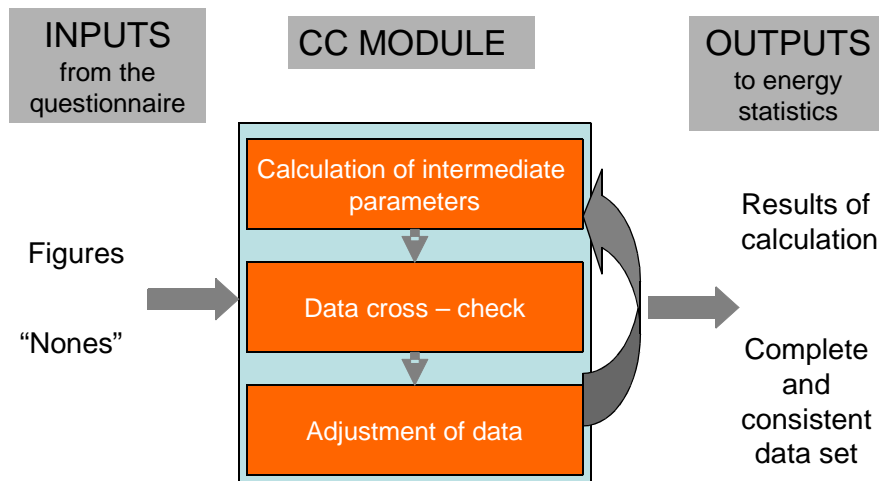 INPUTS
from the
questionnaire
CC MODULE
OUTPUTS
to energy
statistics
Figures
“Nones”
Calculation of intermediate
parameters
Data cross – check
Adjustment of data
Results of
calculation
Complete
and
consistent
data set